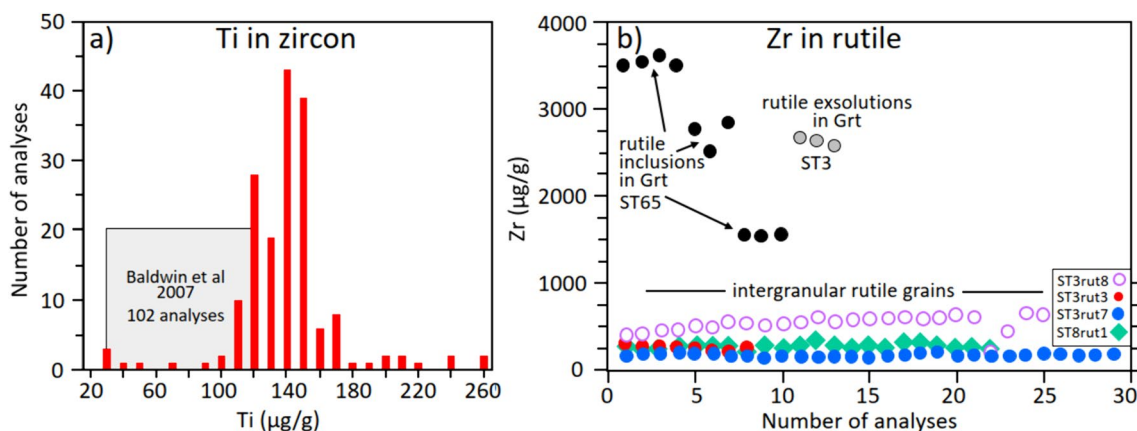 a)
Ti in zircon
Number of analyses
50
40
30
20
10
0
Baldwin et al
2007
102 analyses
20
60
100
140
180
220
260
Ti (µg/g)
b)
Zr in rutile
Zr (µg/g)
4000
3000
2000
1000
0
rutile
inclusions
in Grt
ST65
rutile exsolutions
in Grt
ST3
intergranular rutile grains
ST3rut8
ST3rut3
ST3rut7
ST8rut1
0
5
10
15
20
25
30
Number of analyses